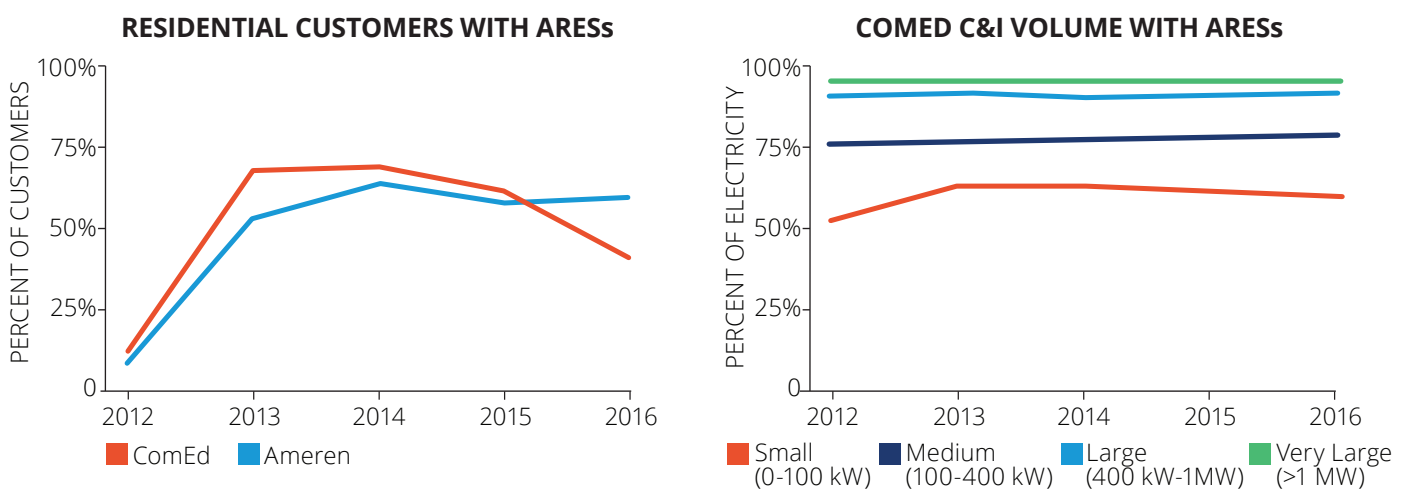 RESIDENTIAL CUSTOMERS WITH ARESs
PERCENT OF CUSTOMERS
100%
75%
50%
25%
0
2012 2013 2014 2015 2016
ComEd Ameren
COMED C&I VOLUME WITH ARESs
PERCENT OF ELECTRICITY
100%
75%
50%
25%
0
2012 2013 2014 2015 2016
Small
(0-100 kW)
Medium
(100-400 kW)
Large
(400 kW-1MW)
Very Large
(>1 MW)